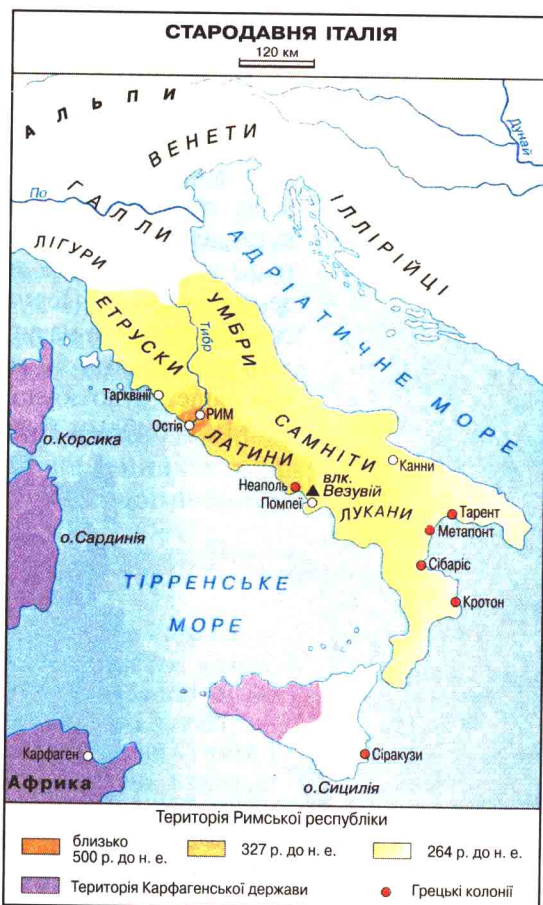 СТАРОДАВНЯ ІТАЛІЯ
120 км
АЛЬПИ
Дунай
ВЕНЕТИ
По
ГАЛЛИ
ІЛЛІРІЙЦІ
ЛІГУРИ
АДРІАТИЧНЕ МОРЕ
ЕТРУСКИ
УМБРИ
Тибр
Тарквінії
РИМ
Остія
о.Корсика
ЛАТИНИ
САМНІТИ
Канни
Неаполь
влк.
Везувій
Помпеї
ЛУКАНИ
Тарент
Метапонт
о.Сардинія
Сібаріс
ТІРРЕНСЬКЕ
МОРЕ
Кротон
Карфаген
Сіракузи
Африка
о.Сицилія
Територія Римської республіки
близько
500 р. до н. е.
327 р. до н. е.
264 р. до н. е.
Територія Карфагенської держави
Грецькі колонії